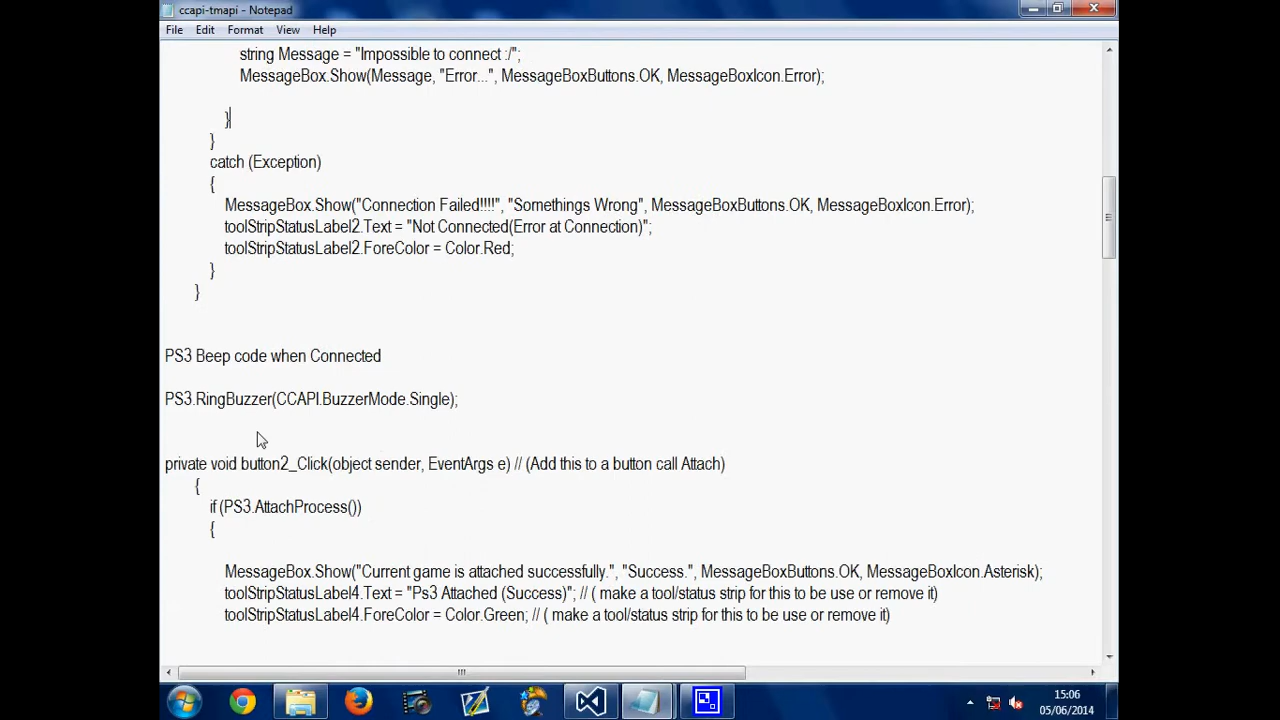 ccapi-tmapi - Notepad
File Edit Format View Help
string Message = "Impossible to connect :/";
MessageBox.Show(Message, "Error...", MessageBoxButtons.OK, MessageBoxIcon.Error);
}
}
catch (Exception)
{
MessageBox.Show("Connection Failed!!!!", "Somethings Wrong", MessageBoxButtons.OK, MessageBoxIcon.Error);
toolStripStatusLabel2.Text = "Not Connected(Error at Connection)";
toolStripStatusLabel2.ForeColor = Color.Red;
}
}
PS3 Beep code when Connected
PS3.RingBuzzer(CCAPI.BuzzerMode.Single);
private void button2_Click(object sender, EventArgs e) // (Add this to a button call Attach)
{
if (PS3.AttachProcess())
{
MessageBox.Show("Current game is attached successfully.", "Success.", MessageBoxButtons.OK, MessageBoxIcon.Asterisk);
toolStripStatusLabel4.Text = "Ps3 Attached (Success)"; // ( make a tool/status strip for this to be use or remove it)
toolStripStatusLabel4.ForeColor = Color.Green; // ( make a tool/status strip for this to be use or remove it)
15:06
05/06/2014